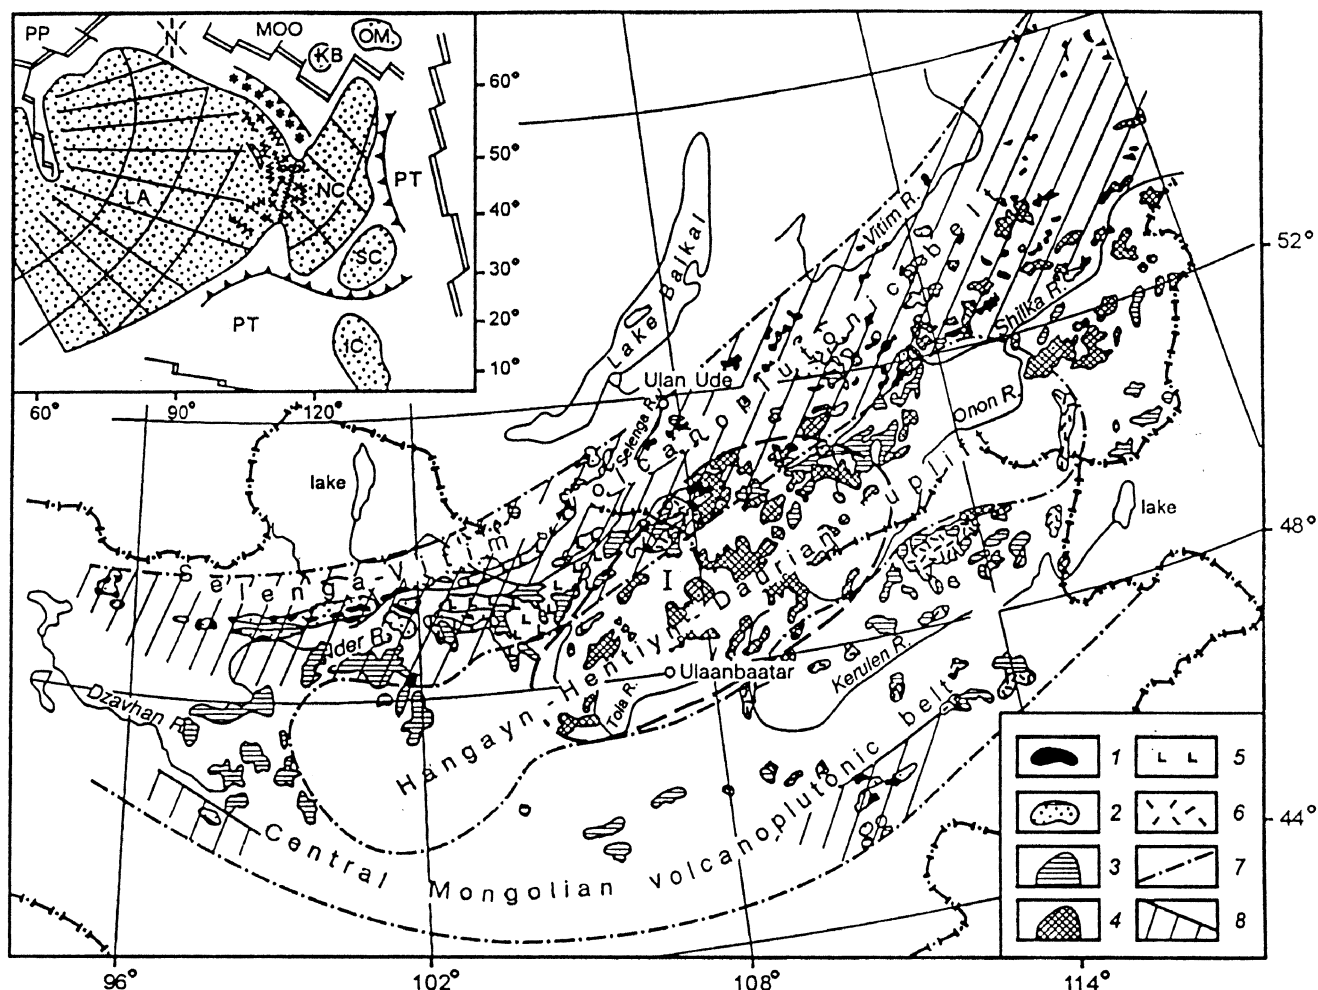 PP
N
MOO
OM
KB
LA
NC
PT
SC
PT
IC
60°
50°
40°
30°
20°
10°
60°
90°
120°
52°
48°
44°
96°
102°
108°
114°
Lake Baikal
Vitim R.
Shilka R.
Ulan Ude
Selenga R.
Onon R.
lake
lake
Selenga-Vitim volcanoplutonic belt
I
Ider R.
Ulaanbaatar
Tola R.
Kerulen R.
Dzavhan R.
Hangayn-Hentiyn-Daurian uplift
Central Mongolian volcanoplutonic belt
1
2
3
4
L L 5
6
7
8